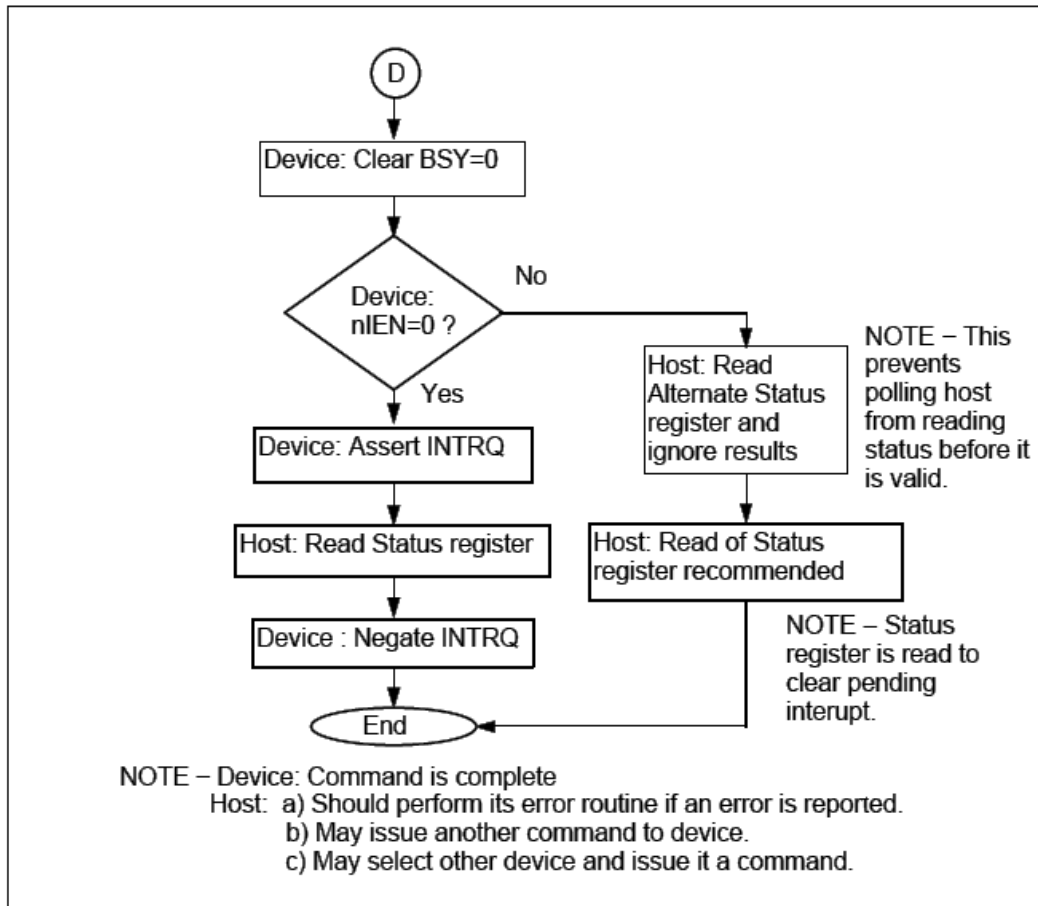 D
Device: Clear BSY=0
Device:
nIEN=0 ?
No
Yes
Host: Read
Alternate Status
register and
ignore results
NOTE – This
prevents
polling host
from reading
status before it
is valid.
Device: Assert INTRQ
Host: Read Status register
Host: Read of Status
register recommended
Device : Negate INTRQ
NOTE – Status
register is read to
clear pending
interupt.
End
NOTE – Device: Command is complete
Host: a) Should perform its error routine if an error is reported.
b) May issue another command to device.
c) May select other device and issue it a command.